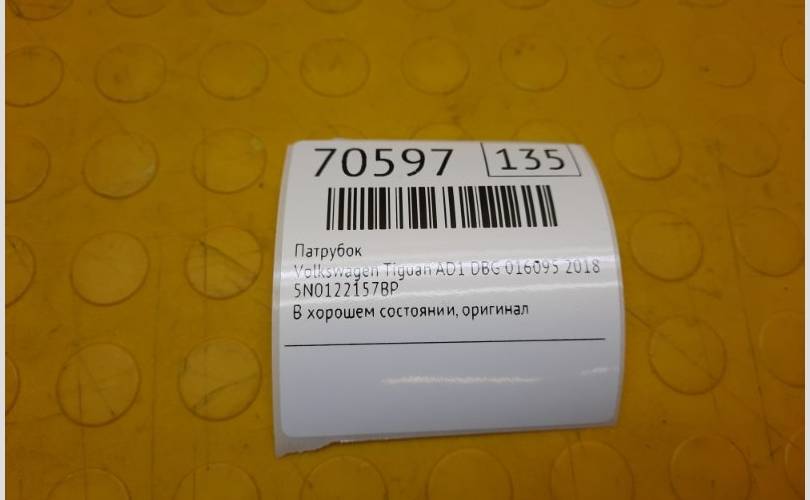 70597 135
Патрубок
Volkswagen Tiguan AD1 DBG 016095 2018
5N0122157BP
В хорошем состоянии, оригинал